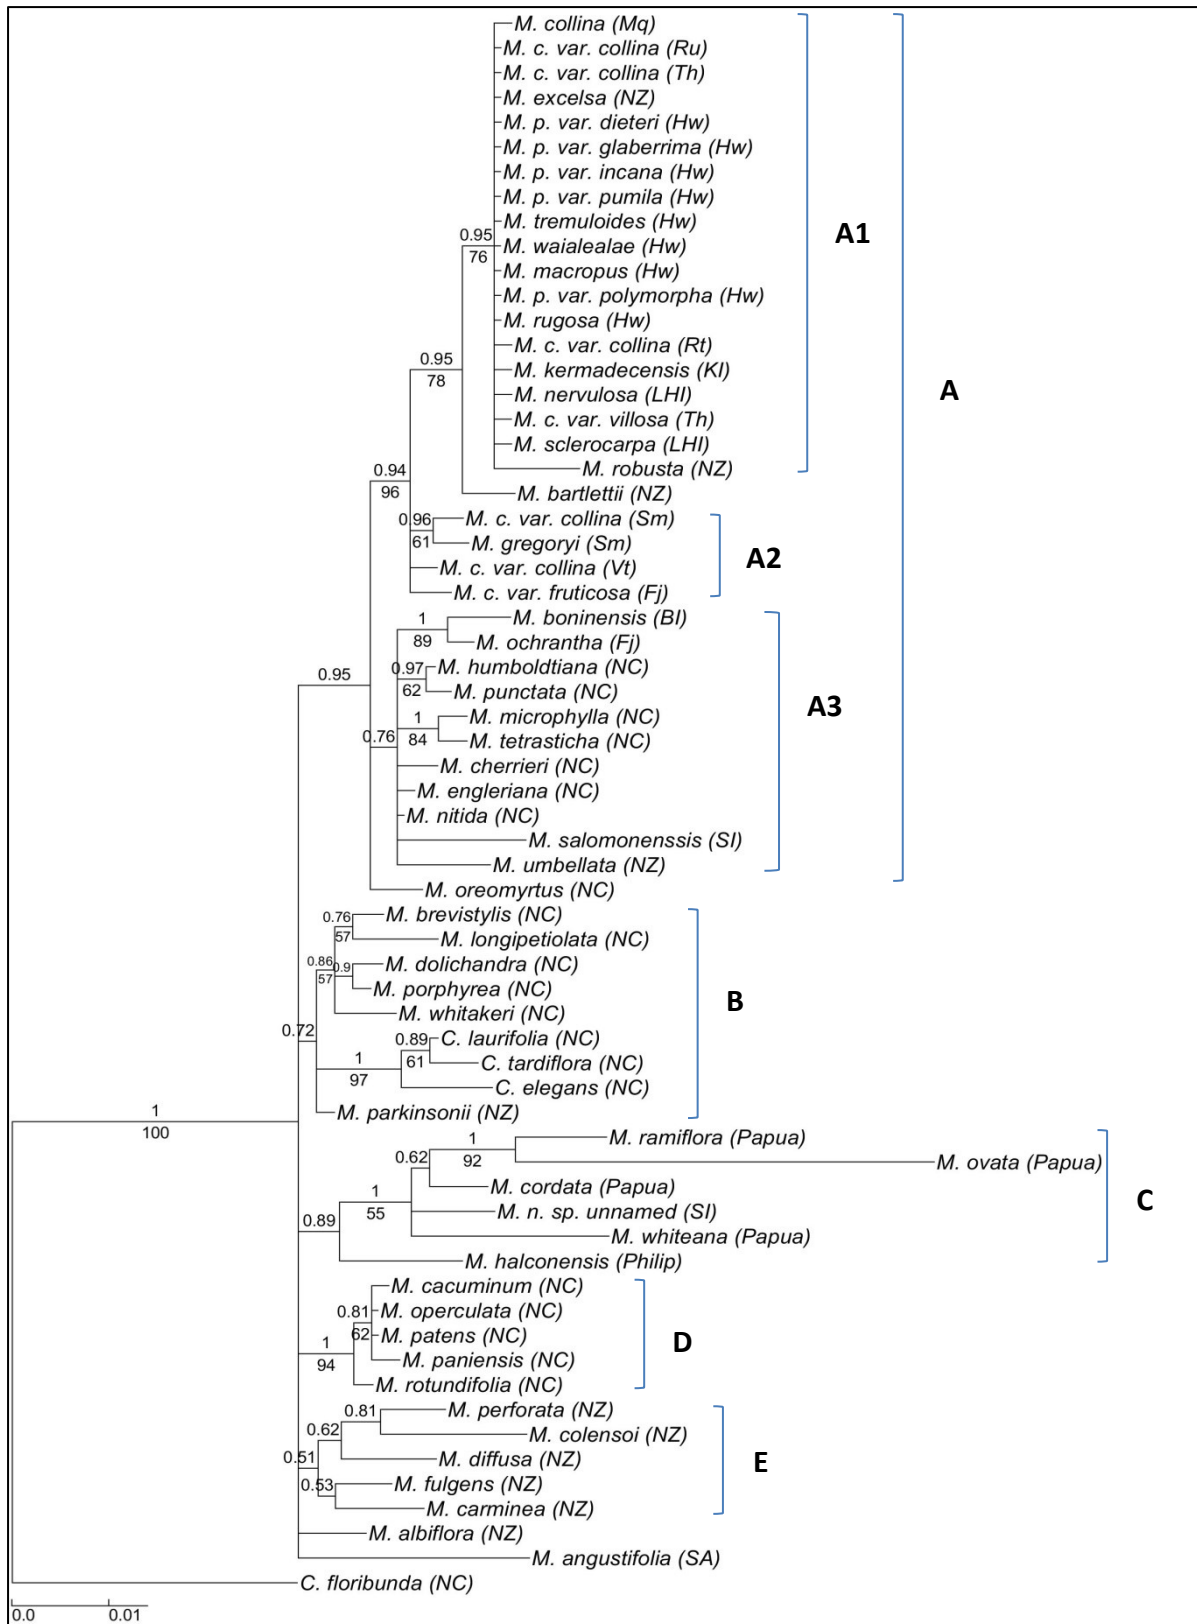 M. collina (Mq)
M. c. var. collina (Ru)
M. c. var. collina (Th)
M. excelsa (NZ)
M. p. var. dieteri (Hw)
M. p. var. glaberrima (Hw)
M. p. var. incana (Hw)
M. p. var. pumila (Hw)
M. tremuloides (Hw)
0.95
M. waialealae (Hw)
A1
76
M. macropus (Hw)
M. p. var. polymorpha (Hw)
M. rugosa (Hw)
M. c. var. collina (Rt)
0.95
M. kermadecensis (KI)
78
M. nervulosa (LHI)
A
M. c. var. villosa (Th)
M. sclerocarpa (LHI)
0.94
M. robusta (NZ)
96
M. bartlettii (NZ)
0.96
M. c. var. collina (Sm)
61
M. gregoryi (Sm)
A2
M. c. var. collina (Vt)
M. c. var. fruticosa (Fj)
1
M. boninensis (BI)
89
M. ochrantha (Fj)
0.95
0.97
M. humboldtiana (NC)
62
M. punctata (NC)
A3
1
M. microphylla (NC)
0.76
84
M. tetrasticha (NC)
M. cherrieri (NC)
M. engleriana (NC)
M. nitida (NC)
M. salomonenssis (SI)
M. umbellata (NZ)
M. oreomyrtus (NC)
0.76
M. brevistylis (NC)
57
M. longipetiolata (NC)
0.86
0.9
M. dolichandra (NC)
57
M. porphyrea (NC)
B
M. whitakeri (NC)
0.72
0.89
C. laurifolia (NC)
1
61
C. tardiflora (NC)
97
C. elegans (NC)
M. parkinsonii (NZ)
1
100
1
M. ramiflora (Papua)
0.62
92
M. ovata (Papua)
M. cordata (Papua)
C
1
55
M. n. sp. unnamed (SI)
0.89
M. whiteana (Papua)
M. halconensis (Philip)
M. cacuminum (NC)
0.81
M. operculata (NC)
62
M. patens (NC)
D
1
94
M. paniensis (NC)
M. rotundifolia (NC)
0.81
M. perforata (NZ)
0.62
M. colensoi (NZ)
M. diffusa (NZ)
E
0.51
0.53
M. fulgens (NZ)
M. carminea (NZ)
M. albiflora (NZ)
M. angustifolia (SA)
C. floribunda (NC)
0.0 0.01